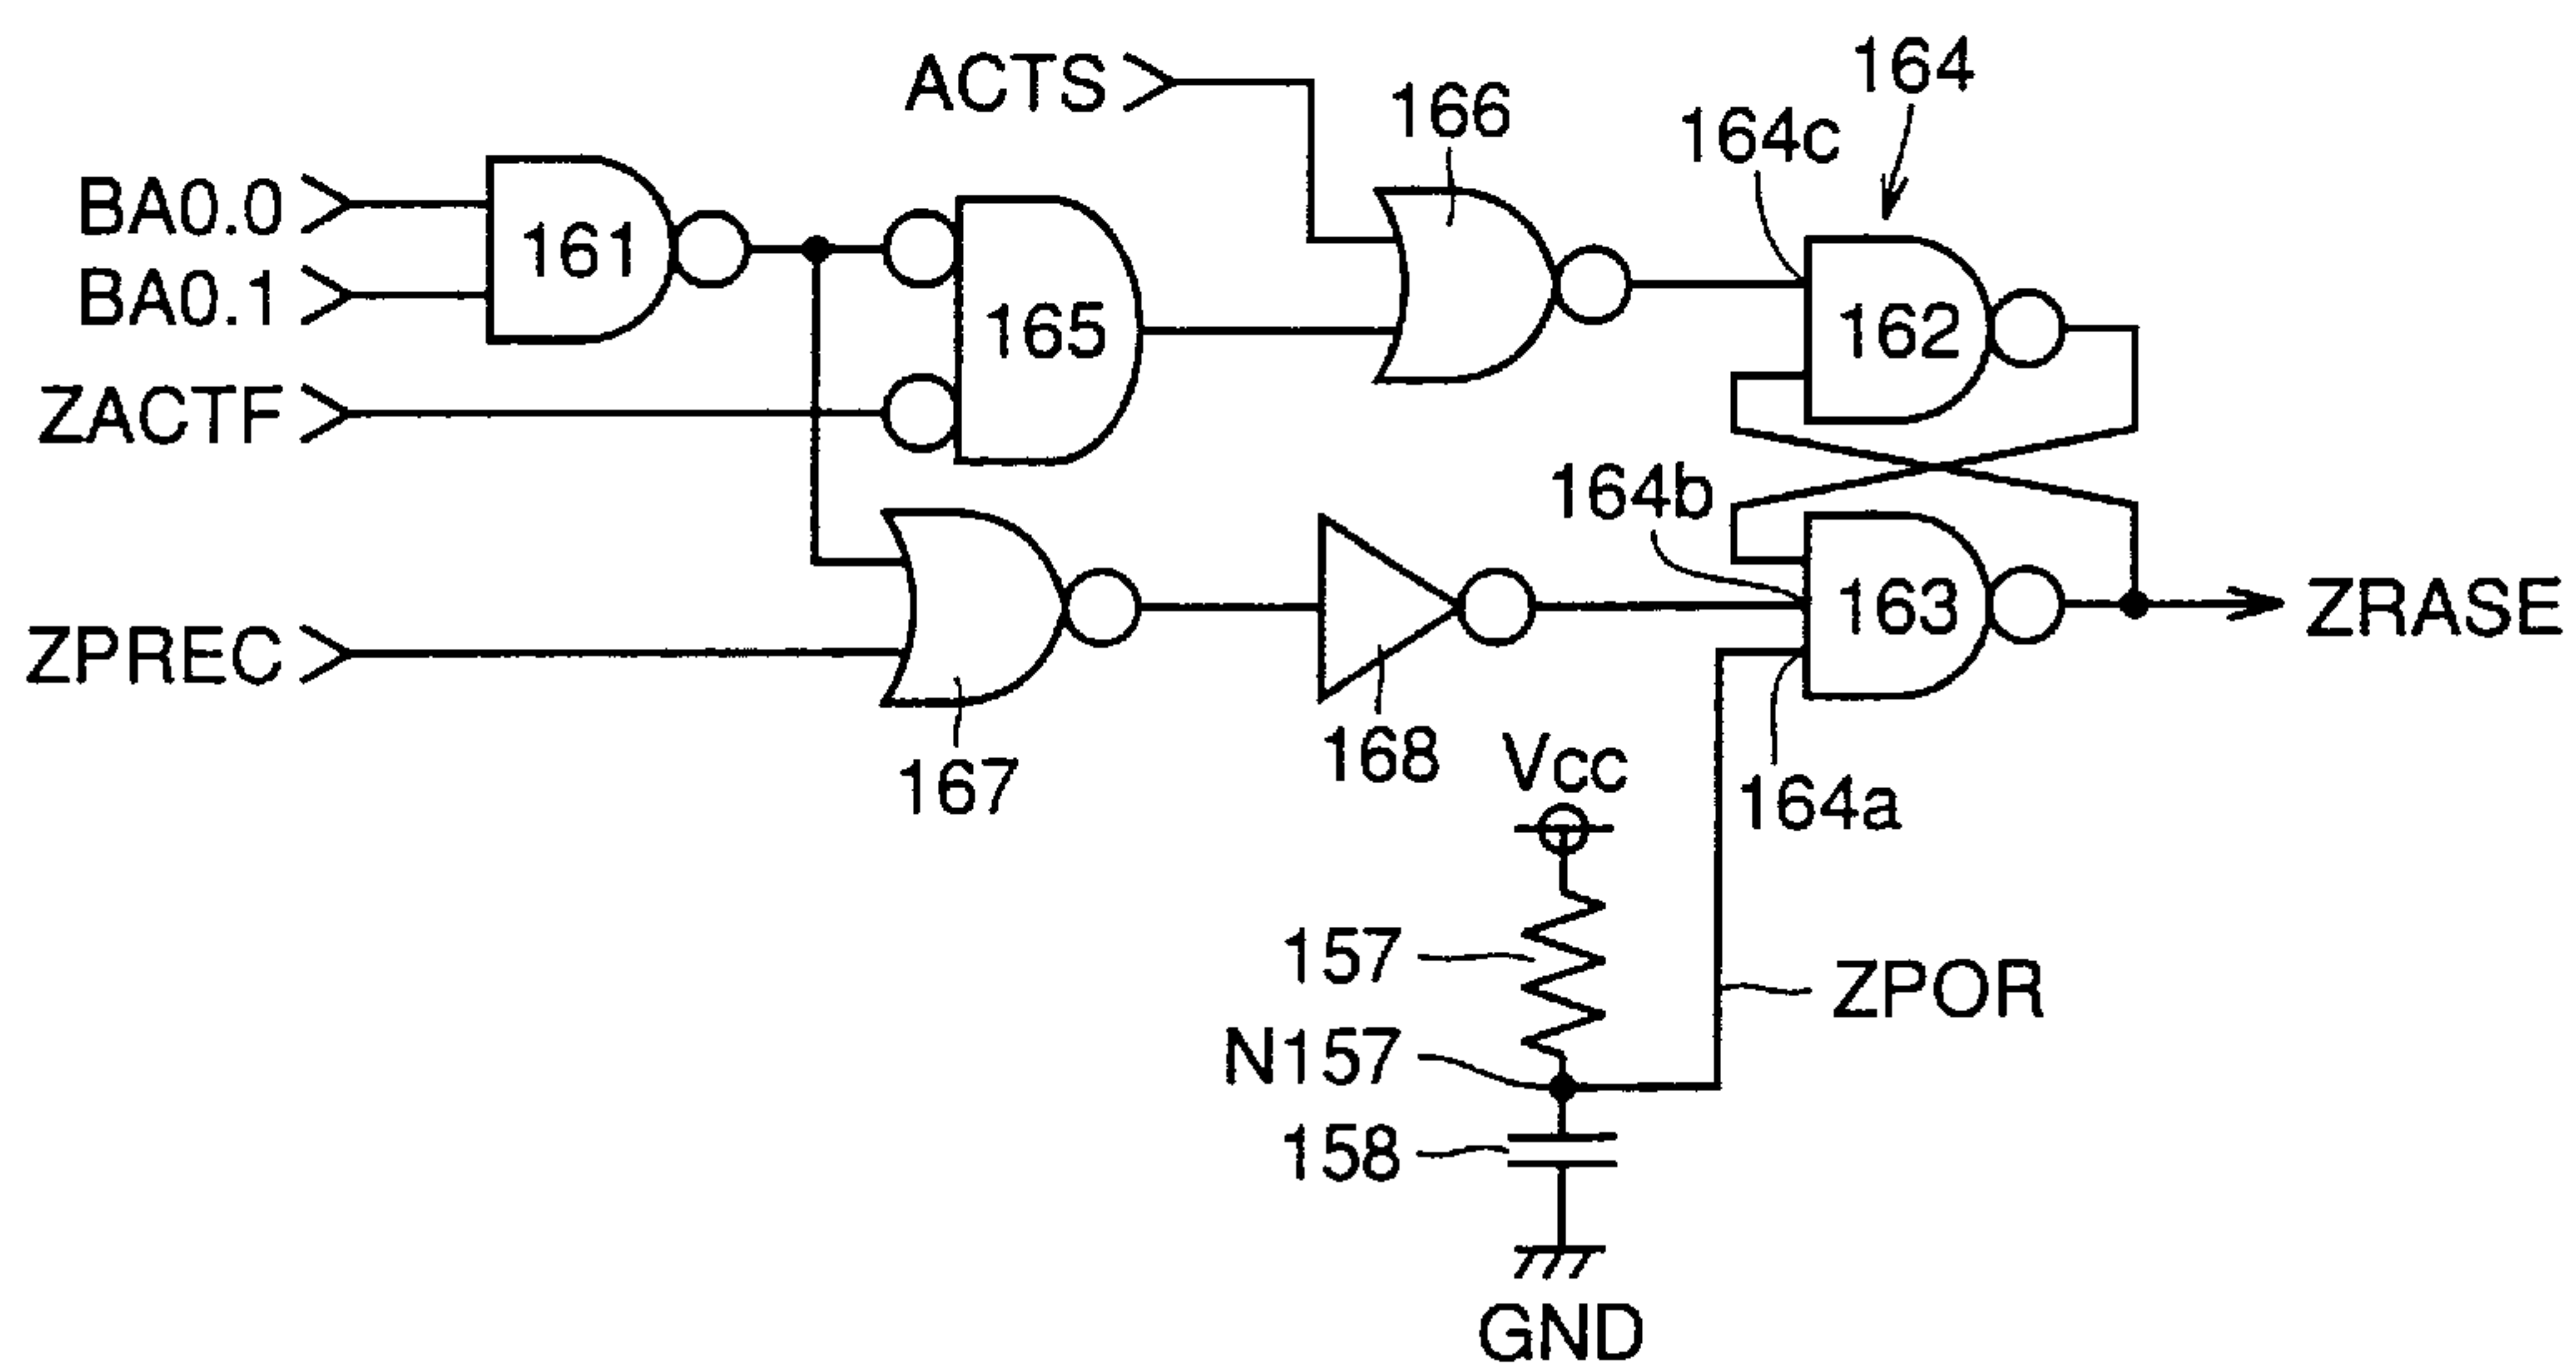 ACTS
164
166
164c
BA0.0
161
BA0.1
165
162
ZACTF
164b
163
ZRASE
ZPREC
167
168
Vcc
164a
157
ZPOR
N157
158
GND